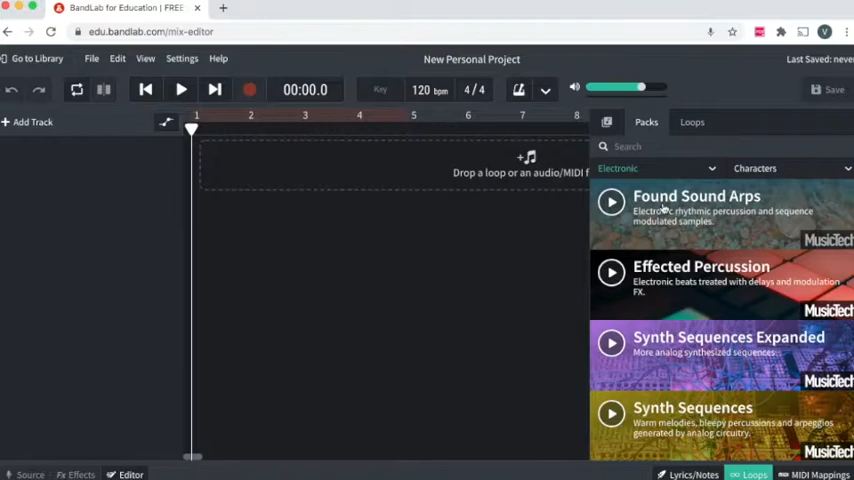 BandLab for Education | FREE
edu.bandlab.com/mix-editor
V
Go to Library
File
Edit
View
Settings
Help
New Personal Project
Last Saved: never
00:00.0
Key
120 bpm
4 / 4
Save
Add Track
1 2 3 4 5 6 7 8
Packs
Loops
Drop a loop or an audio/MIDI f
Search
Electronic
Characters
Found Sound Arps
Electronic rhythmic percussion and sequence
modulated samples.
MusicTech
Effected Percussion
Electronic beats treated with delays and modulation
FX.
MusicTech
Synth Sequences Expanded
More analog synthesized sequences.
MusicTech
Synth Sequences
Warm melodies, bleepy percussions and arpeggios
generated by analog circuitry.
MusicTech
Source
Fx Effects
Editor
Lyrics/Notes
Loops
MIDI Mappings